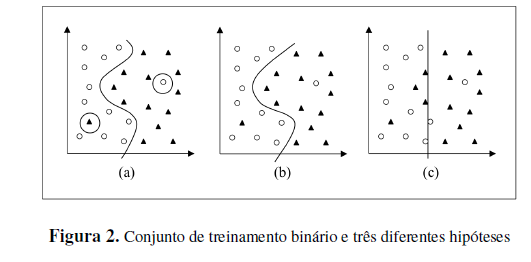 (a) (b) (c)
Figura 2. Conjunto de treinamento binário e três diferentes hipóteses